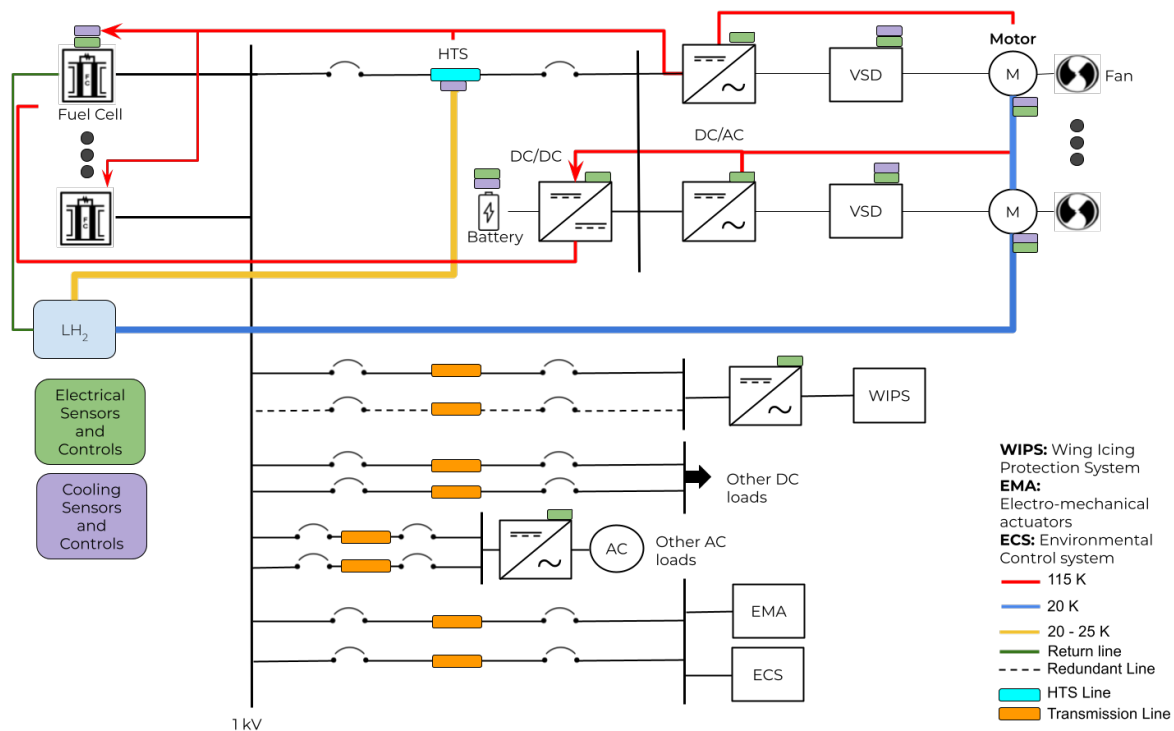 HTS
Motor
VSD
M
Fan
Fuel Cell
FC
DC/AC
DC/DC
Battery
VSD
M
FC
LH₂
Electrical
Sensors
and
Controls
Cooling
Sensors
and
Controls
WIPS
Other DC
loads
AC
Other AC
loads
EMA
ECS
1 kV
WIPS: Wing Icing
Protection System
EMA:
Electro-mechanical
actuators
ECS: Environmental
Control system
115 K
20 K
20 - 25 K
Return line
Redundant Line
HTS Line
Transmission Line